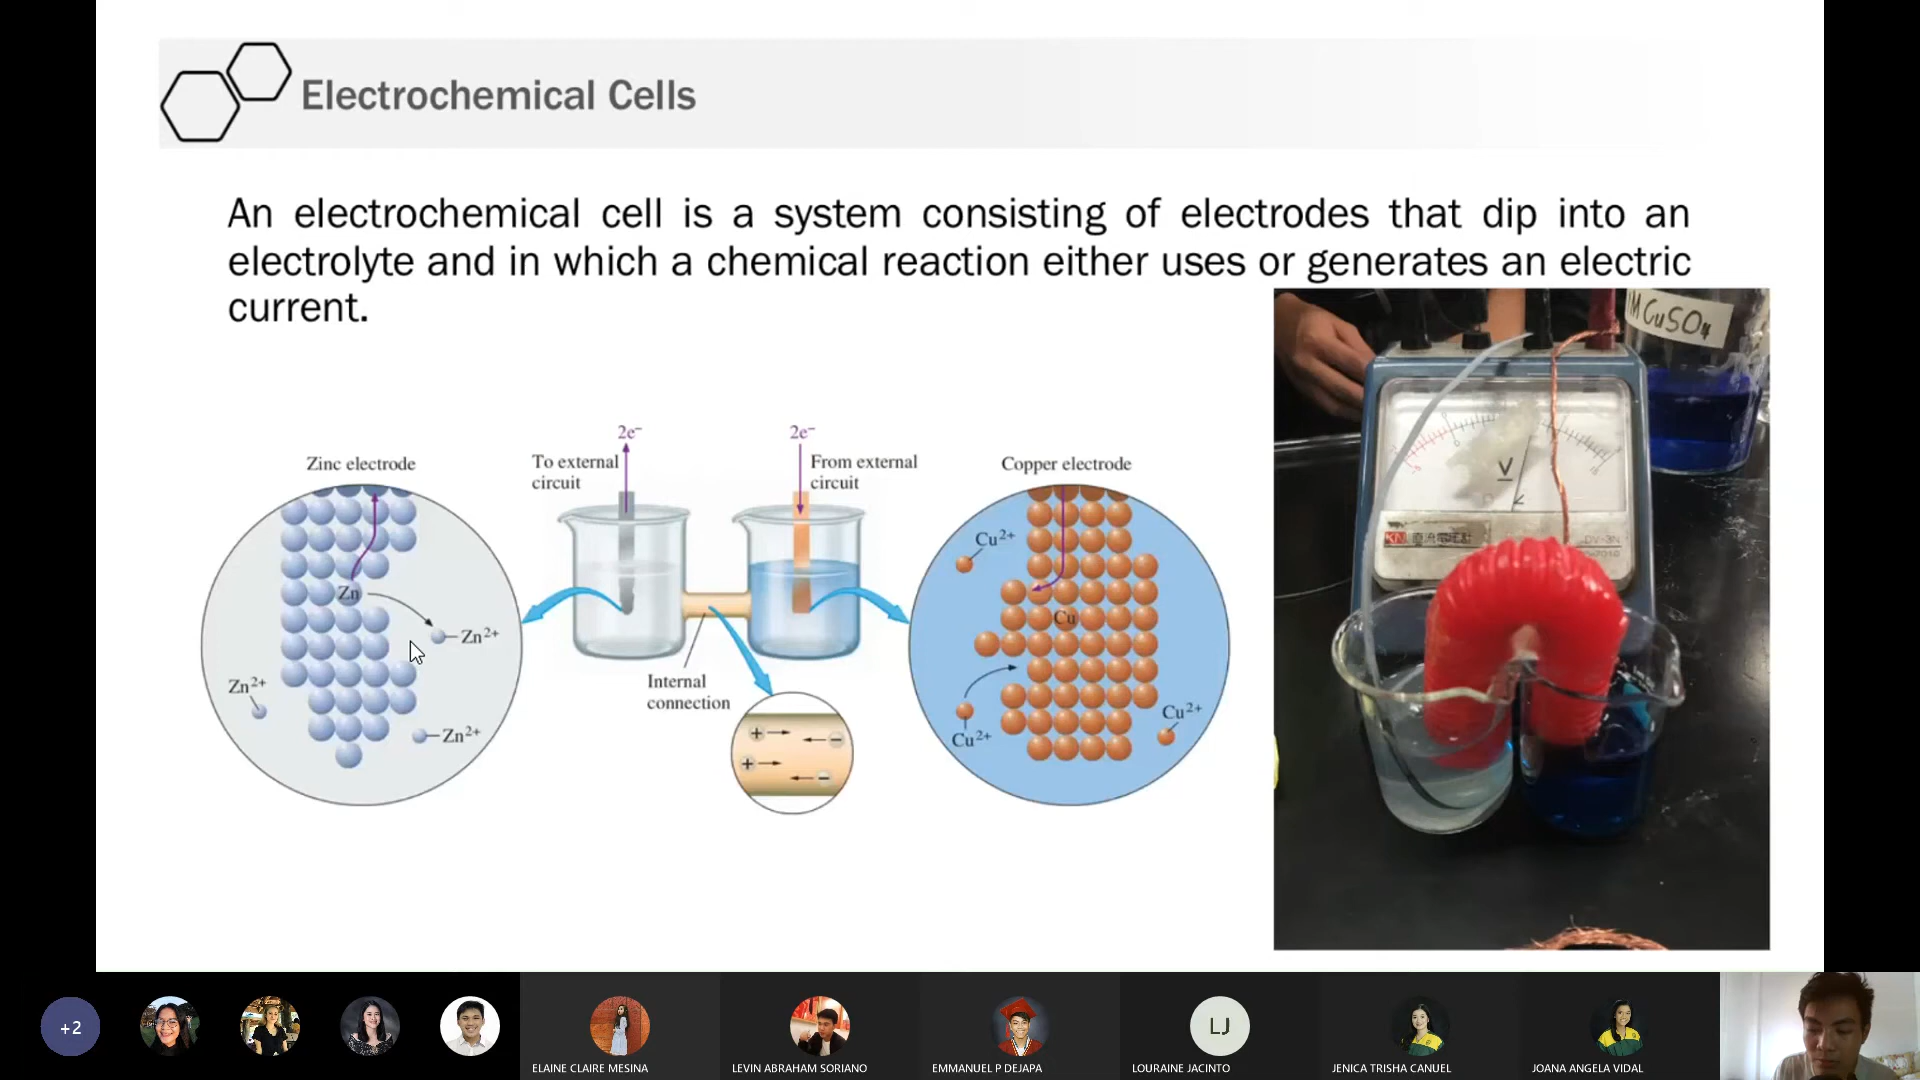 Electrochemical Cells
An electrochemical cell is a system consisting of electrodes that dip into an
electrolyte and in which a chemical reaction either uses or generates an electric
current.
2e⁻
2e⁻
Zinc electrode
To external
circuit
From external
circuit
Copper electrode
Cu²⁺
Zn
Cu
Zn²⁺
Zn²⁺
Zn²⁺
Internal
connection
Cu²⁺
Cu²⁺
+
−
+
−
1M CuSO₄
V
+2
LJ
ELAINE CLAIRE MESINA
LEVIN ABRAHAM SORIANO
EMMANUEL P DEJAPA
LOURAINE JACINTO
JENICA TRISHA CANUEL
JOANA ANGELA VIDAL